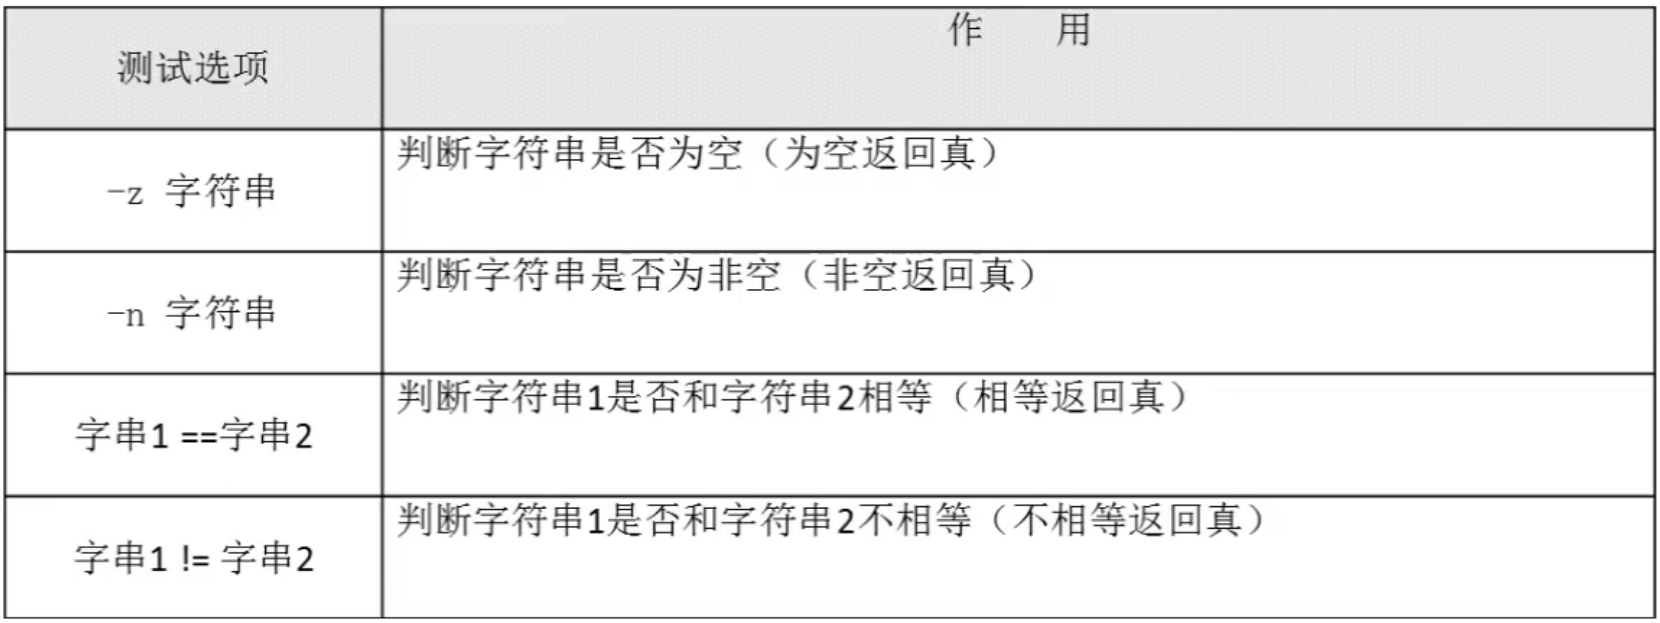 测试选项
作 用
-z 字符串
判断字符串是否为空（为空返回真）
-n 字符串
判断字符串是否为非空（非空返回真）
字串1 ==字串2
判断字符串1是否和字符串2相等（相等返回真）
字串1 != 字串2
判断字符串1是否和字符串2不相等（不相等返回真）